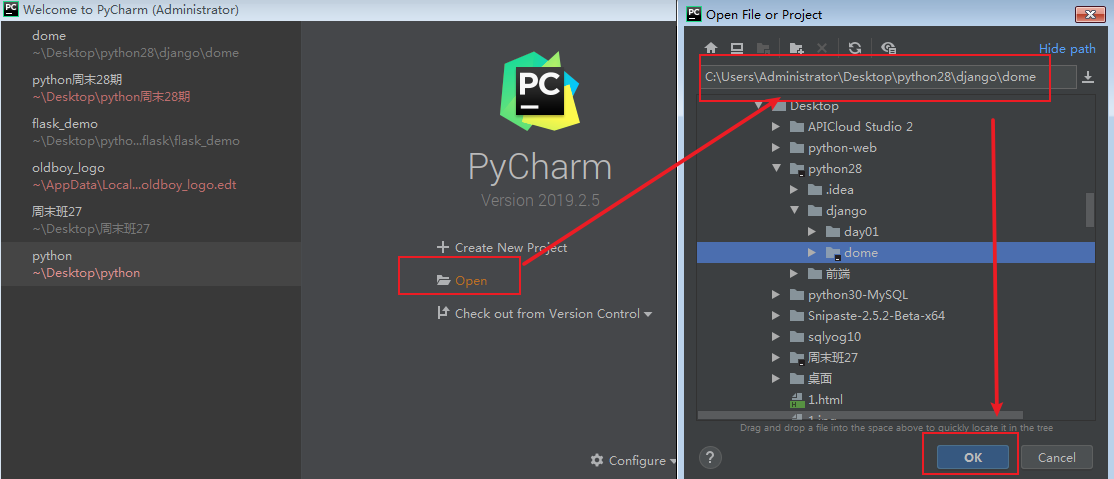 Welcome to PyCharm (Administrator)
dome
~\Desktop\python28\django\dome
python周末28期
~\Desktop\python周末28期
flask_demo
~\Desktop\pytho...flask\flask_demo
oldboy_logo
~\AppData\Local...oldboy_logo.edt
周末班27
~\Desktop\周末班27
python
~\Desktop\python
PC
PyCharm
Version 2019.2.5
Create New Project
Open
Check out from Version Control
Configure
Open File or Project
Hide path
C:\Users\Administrator\Desktop\python28\django\dome
Desktop
APICloud Studio 2
python-web
python28
.idea
django
day01
dome
前端
python30-MySQL
Snipaste-2.5.2-Beta-x64
sqlyog10
周末班27
桌面
1.html
1.jpg
Drag and drop a file into the space above to quickly locate it in the tree
?
OK
Cancel